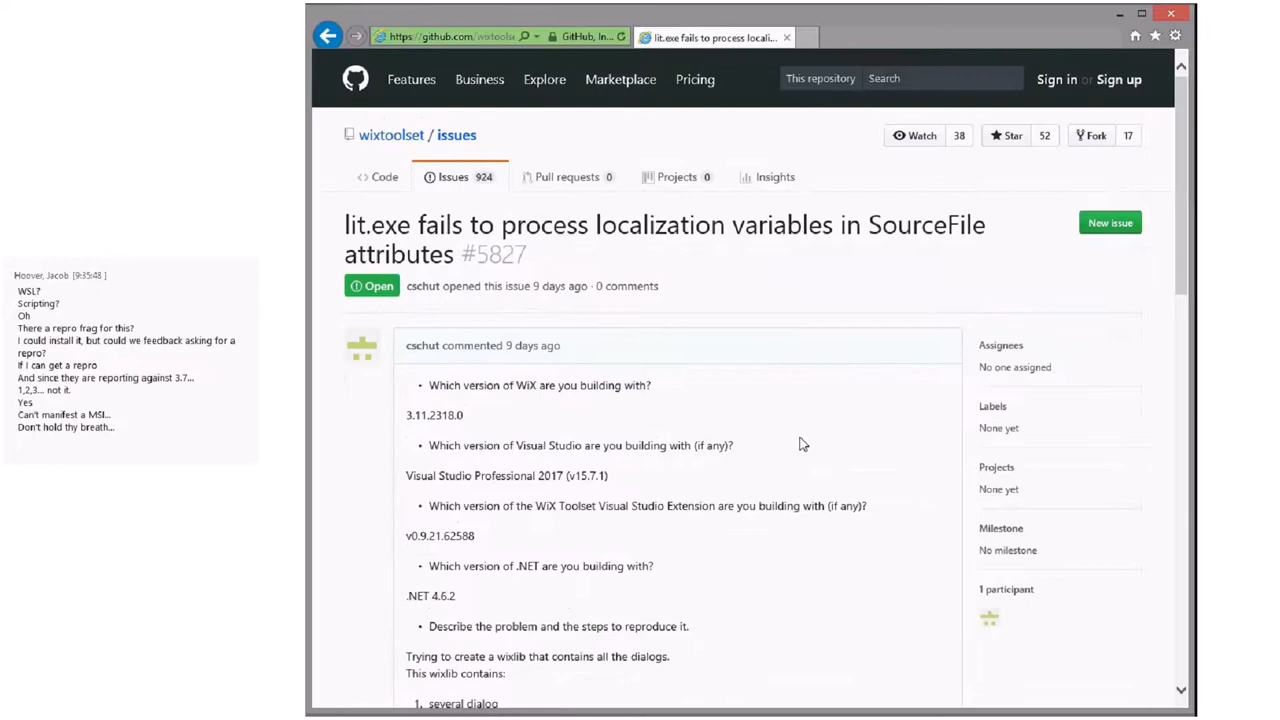 https://github.com/wixtoolse
GitHub, In...
lit.exe fails to process locali...
Features
Business
Explore
Marketplace
Pricing
This repository
Search
Sign in or Sign up
wixtoolset / issues
Watch 38
Star 52
Fork 17
Code
Issues 924
Pull requests 0
Projects 0
Insights
lit.exe fails to process localization variables in SourceFile
attributes #5827
New issue
Open
cschut opened this issue 9 days ago · 0 comments
Hoover, Jacob [9:35:48 ]
WSL?
Scripting?
Oh
There a repro frag for this?
I could install it, but could we feedback asking for a
repro?
If I can get a repro
And since they are reporting against 3.7...
1,2,3... not it.
Yes
Can't manifest a MSI...
Don't hold thy breath...
cschut commented 9 days ago
• Which version of WiX are you building with?
3.11.2318.0
• Which version of Visual Studio are you building with (if any)?
Visual Studio Professional 2017 (v15.7.1)
• Which version of the WiX Toolset Visual Studio Extension are you building with (if any)?
v0.9.21.62588
• Which version of .NET are you building with?
.NET 4.6.2
• Describe the problem and the steps to reproduce it.
Trying to create a wixlib that contains all the dialogs.
This wixlib contains:
1. several dialog
Assignees
No one assigned
Labels
None yet
Projects
None yet
Milestone
No milestone
1 participant